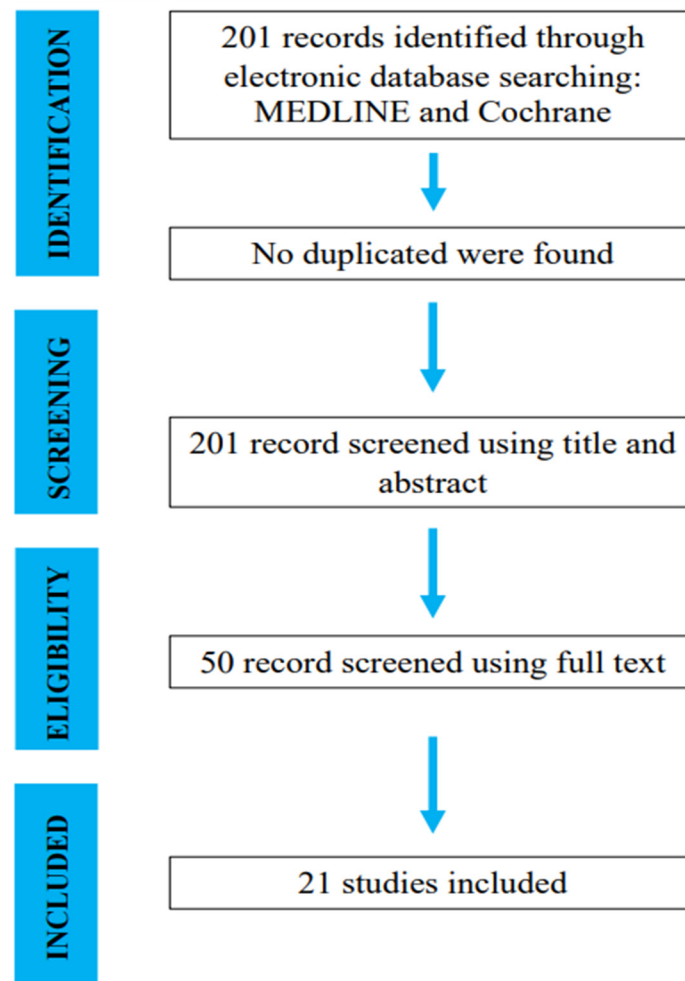 IDENTIFICATION
201 records identified through
electronic database searching:
MEDLINE and Cochrane
No duplicated were found
SCREENING
201 record screened using title and
abstract
ELIGIBILITY
50 record screened using full text
INCLUDED
21 studies included